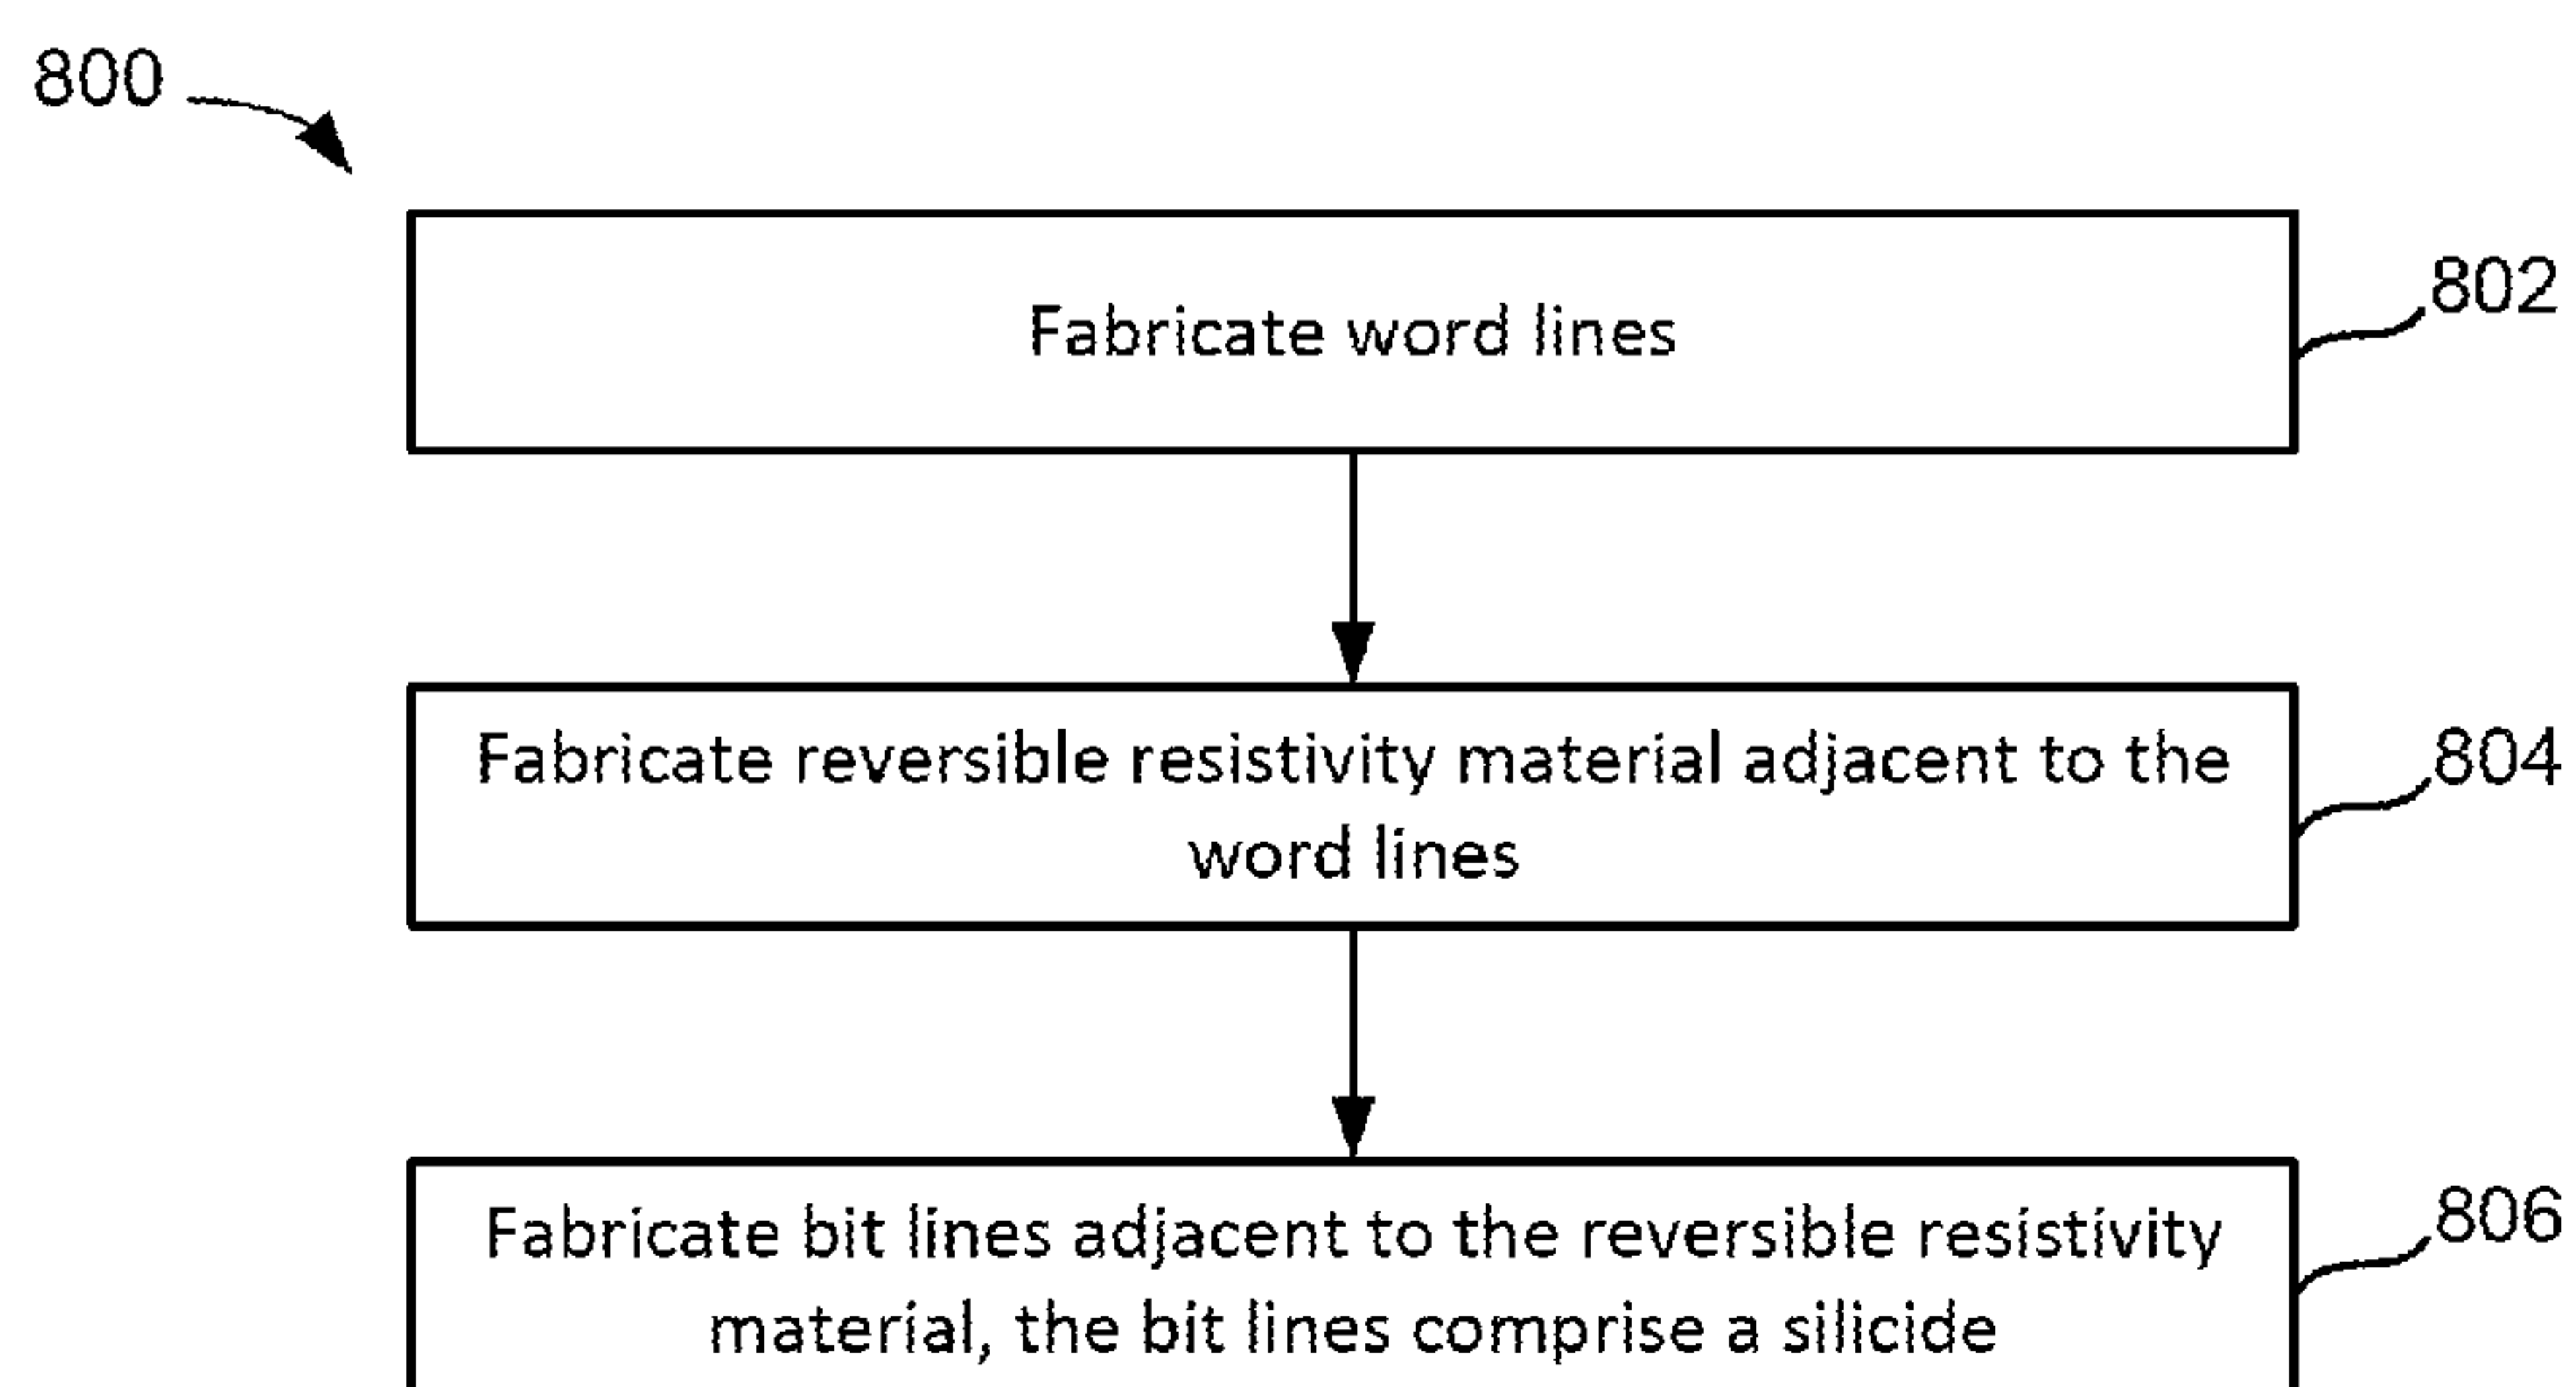 800
Fabricate word lines
802
Fabricate reversible resistivity material adjacent to the
word lines
804
Fabricate bit lines adjacent to the reversible resistivity
material, the bit lines comprise a silicide
806